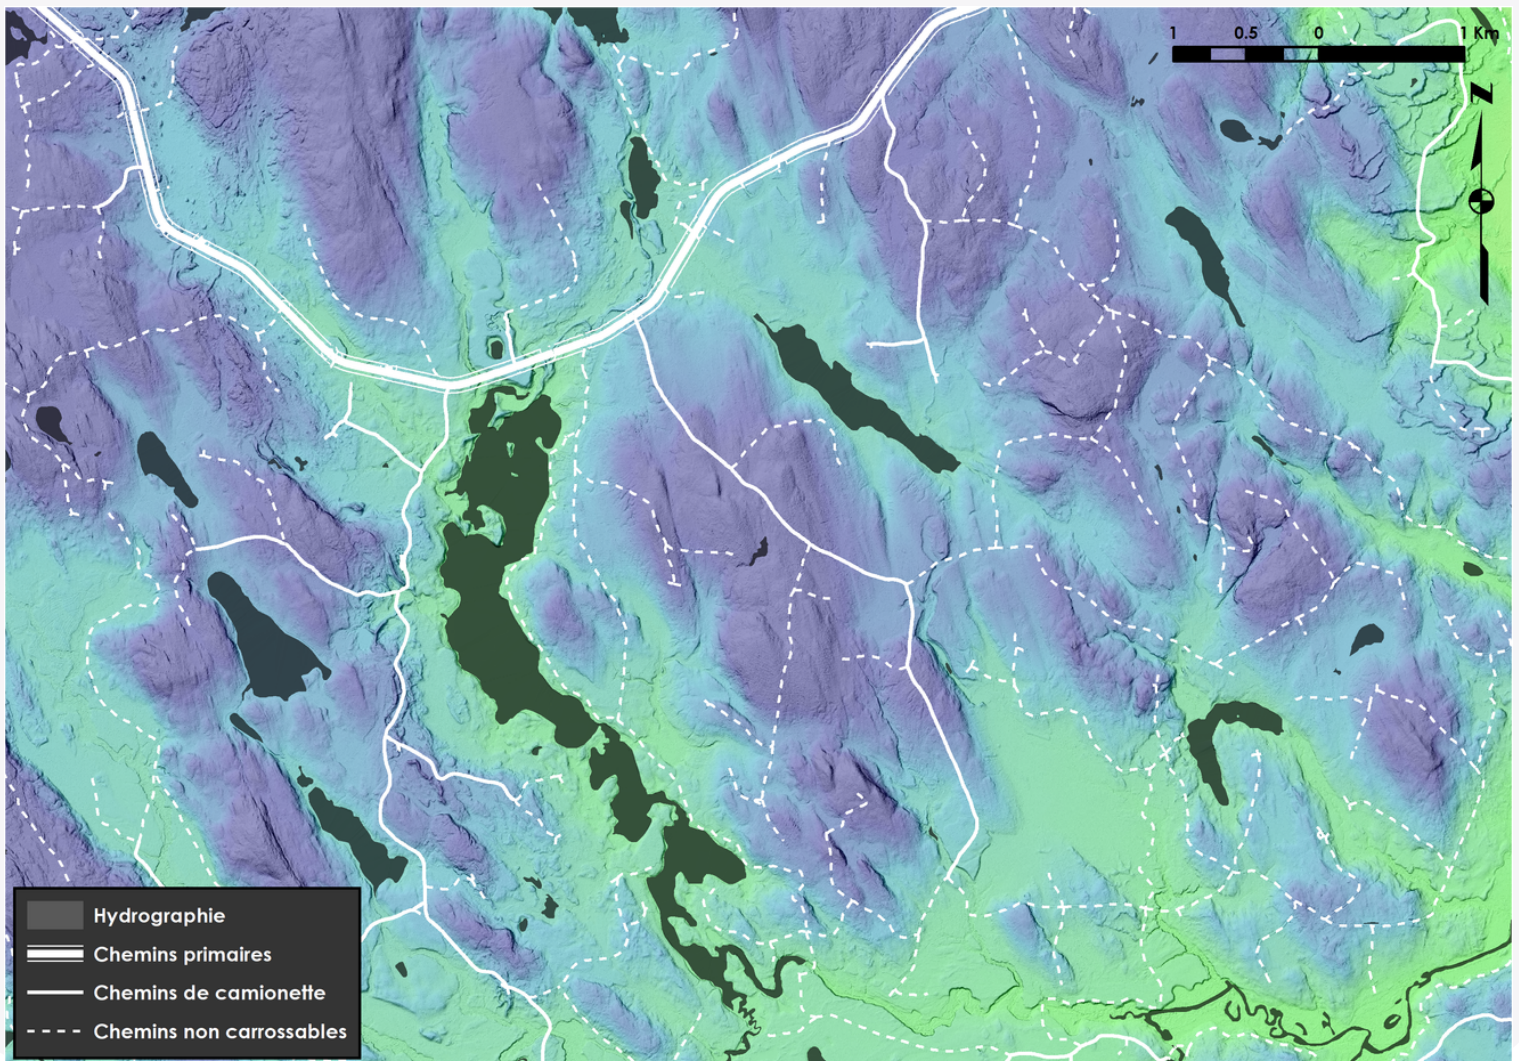 1 0.5 0 1 Km
N
Hydrographie
Chemins primaires
Chemins de camionette
Chemins non carrossables